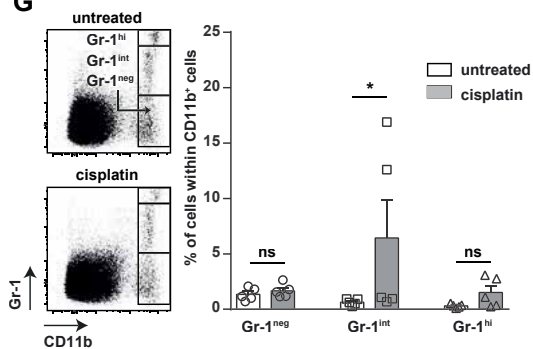 G
untreated
Gr-1hi
Gr-1int
Gr-1neg
cisplatin
Gr-1
CD11b
% of cells within CD11b+ cells
25
20
15
10
5
0
untreated
cisplatin
*
ns
ns
Gr-1neg
Gr-1int
Gr-1hi